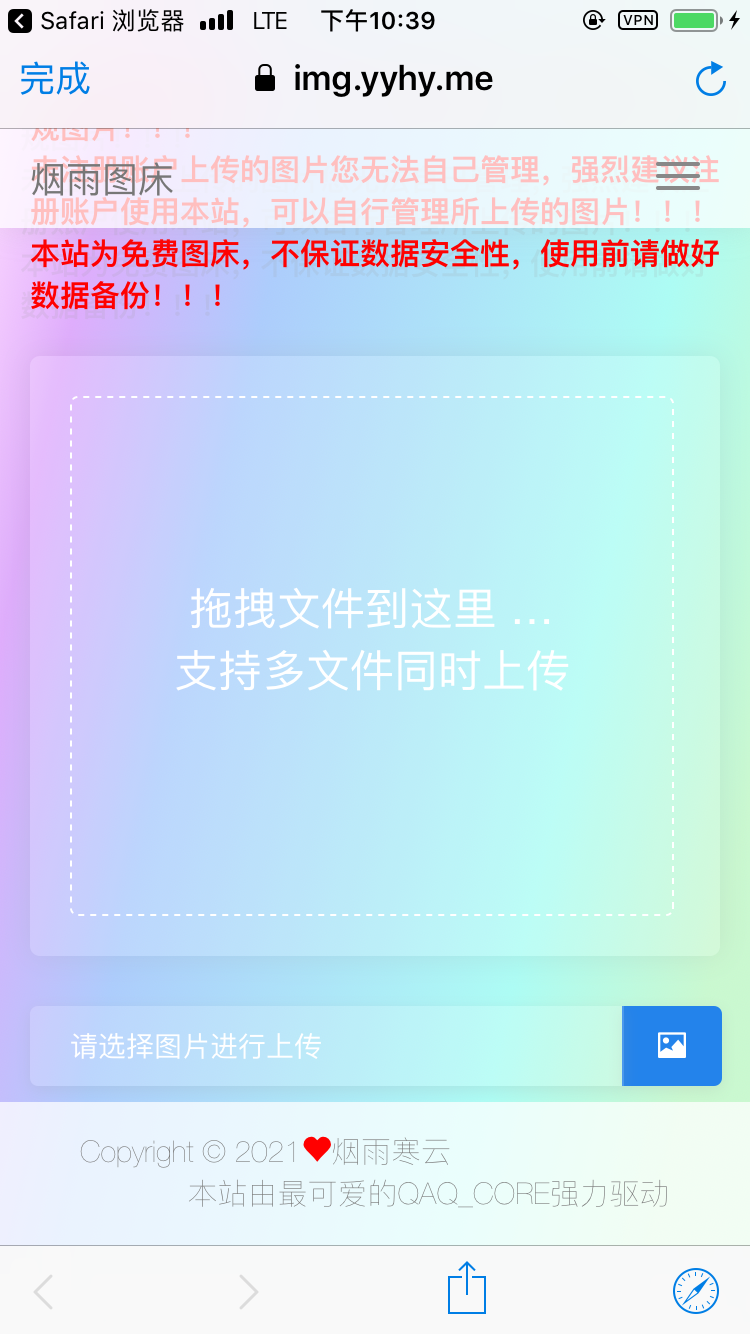 Safari 浏览器 LTE 下午10:39 VPN
完成 img.yyhy.me
观图片！！！
未注册账户上传的图片您无法自己管理，强烈建议注
烟雨图床
册账户使用本站，可以自行管理所上传的图片！！！
本站为免费图床，不保证数据安全性，使用前请做好
数据备份！！！
拖拽文件到这里 ...
支持多文件同时上传
请选择图片进行上传
Copyright © 2021 烟雨寒云
本站由最可爱的QAQ_CORE强力驱动